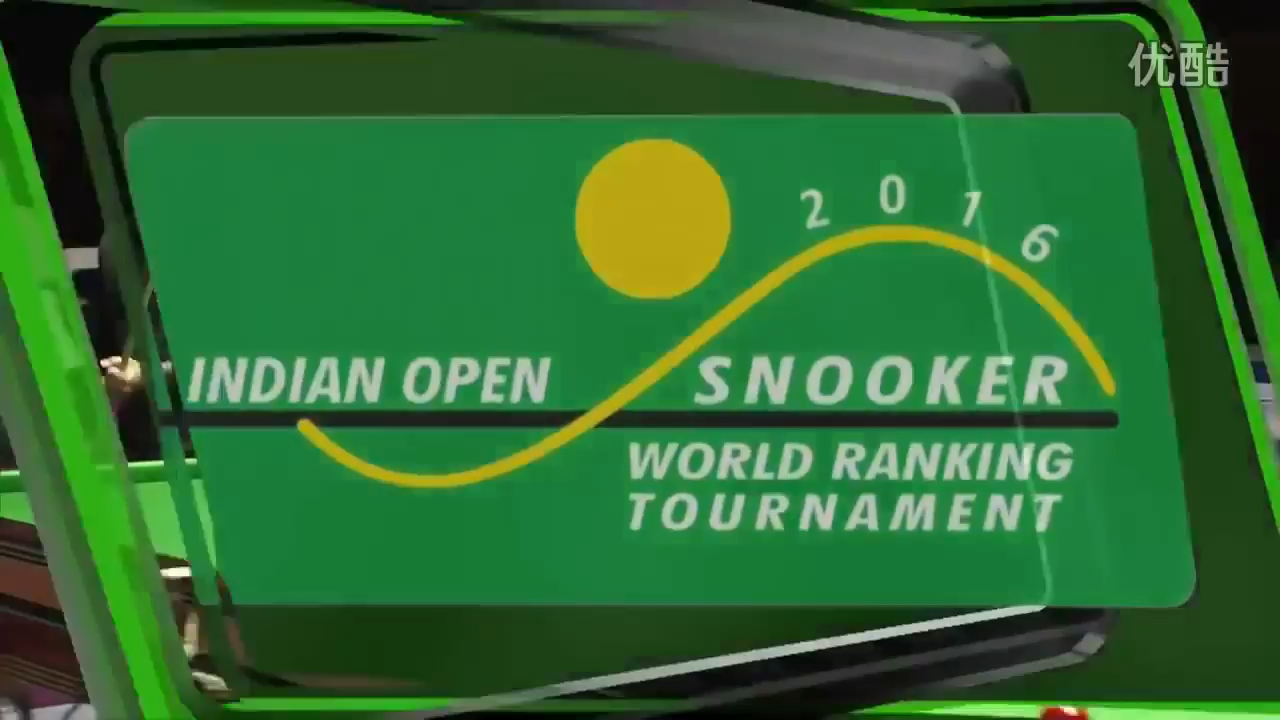 优酷
2016
INDIAN OPEN
SNOOKER
WORLD RANKING
TOURNAMENT